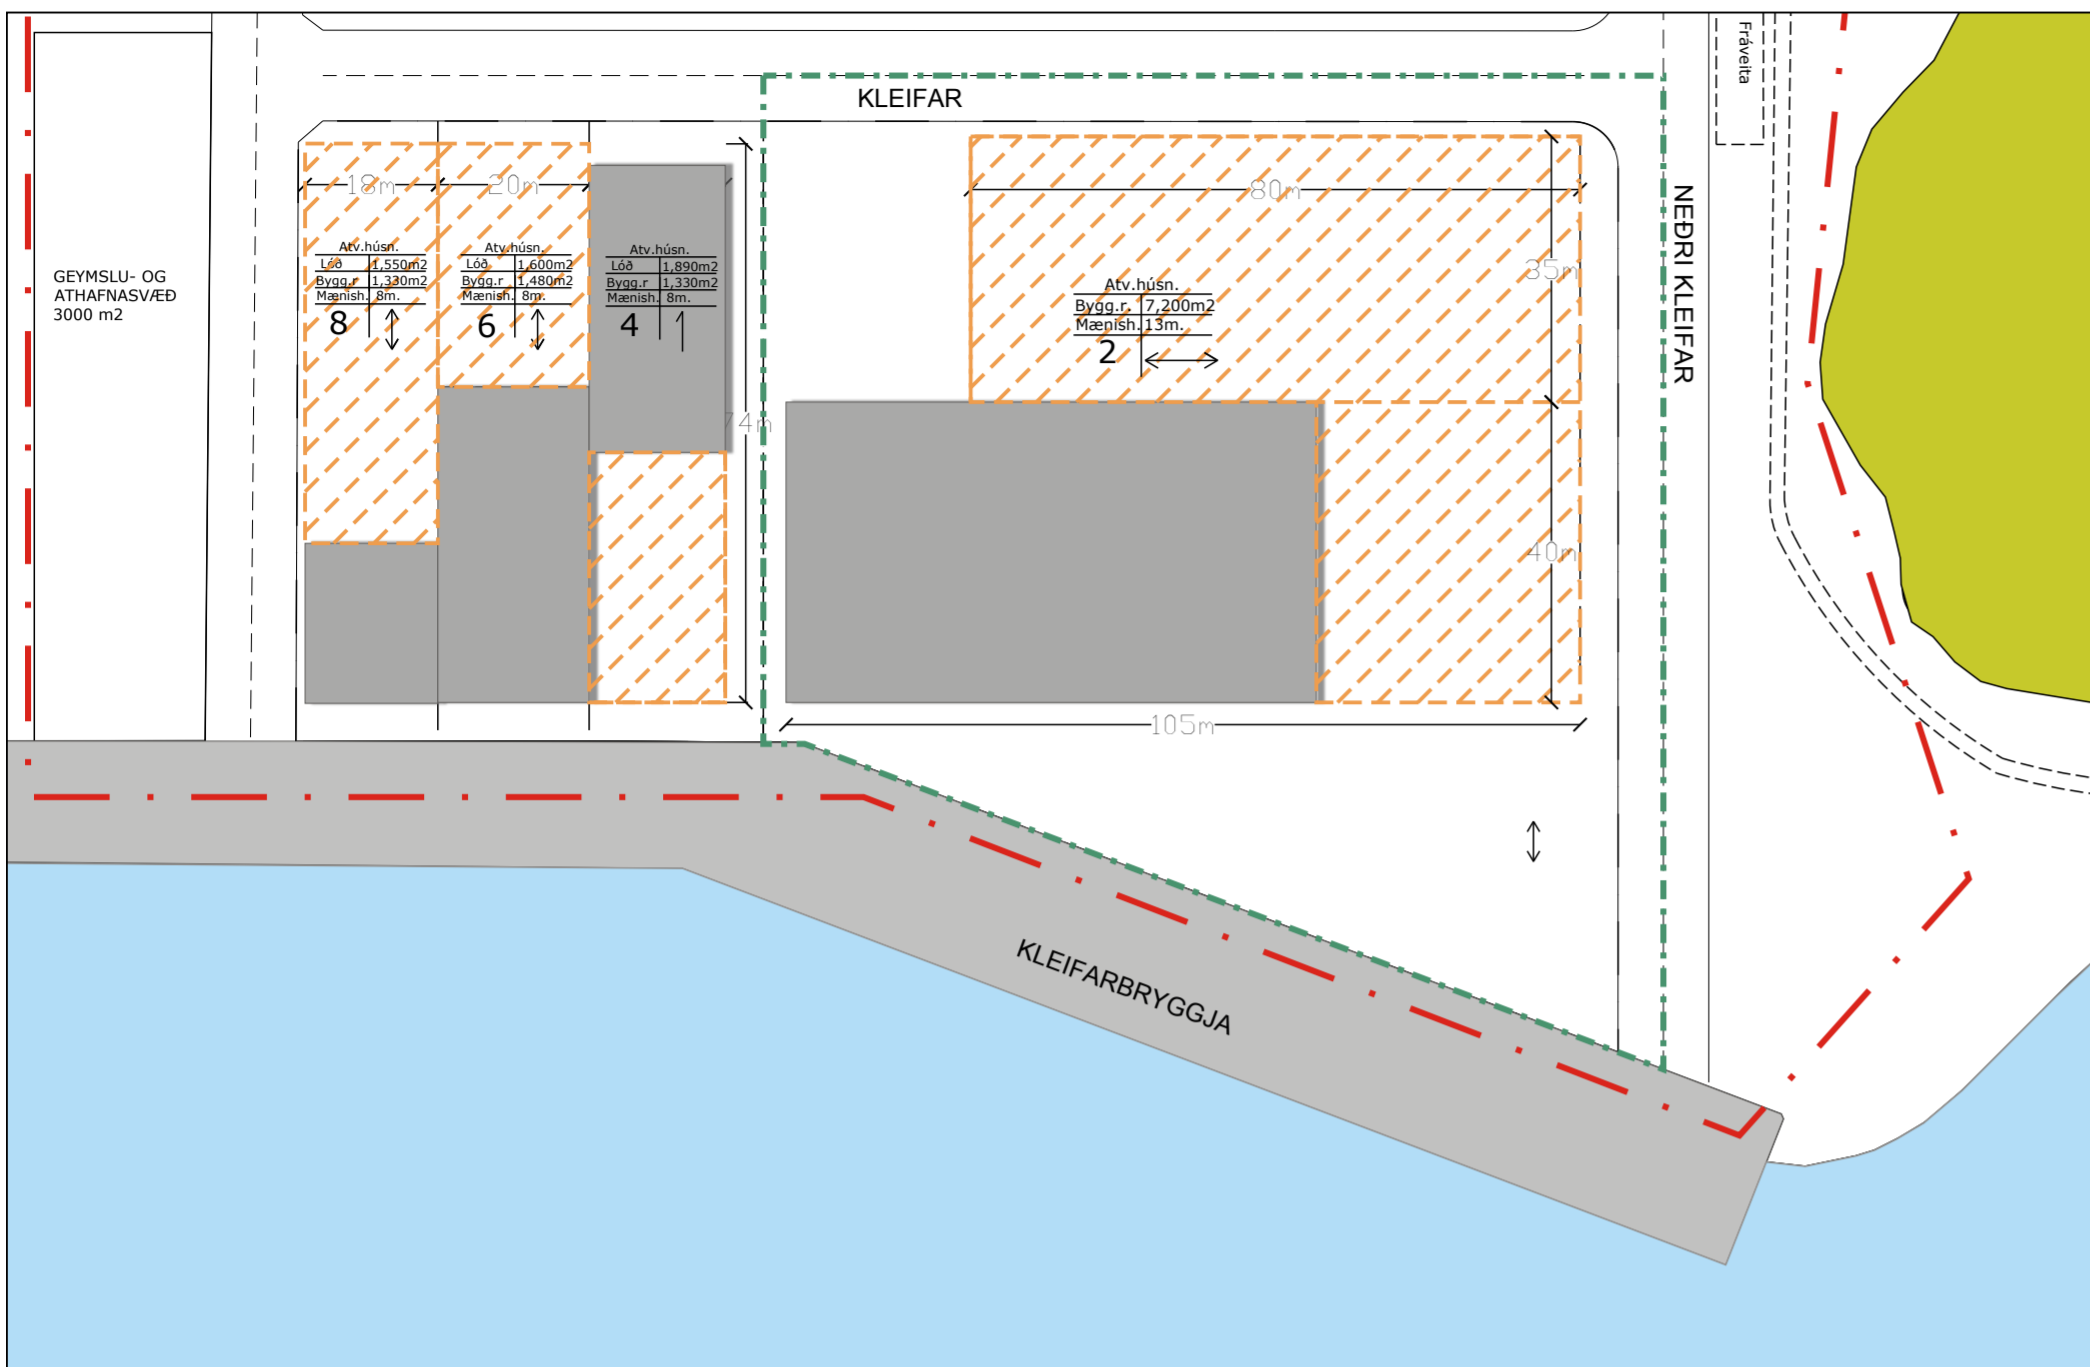 Fráveita
KLEIFAR
NEÐRI KLEIFAR
GEYMSLU- OG
ATHAFNASVÆÐ
3000 m2
18m
20m
80m
35m
40m
74m
105m
Atv.húsn.
Lóð 1,550m2
Bygg.r 1,330m2
Mænish. 8m.
8
Atv.húsn.
Lóð 1,600m2
Bygg.r 1,480m2
Mænish. 8m.
6
Atv.húsn.
Lóð 1,890m2
Bygg.r 1,330m2
Mænish. 8m.
4
Atv.húsn.
Bygg.r. 7,200m2
Mænish. 13m.
2
KLEIFARBRYGGJA